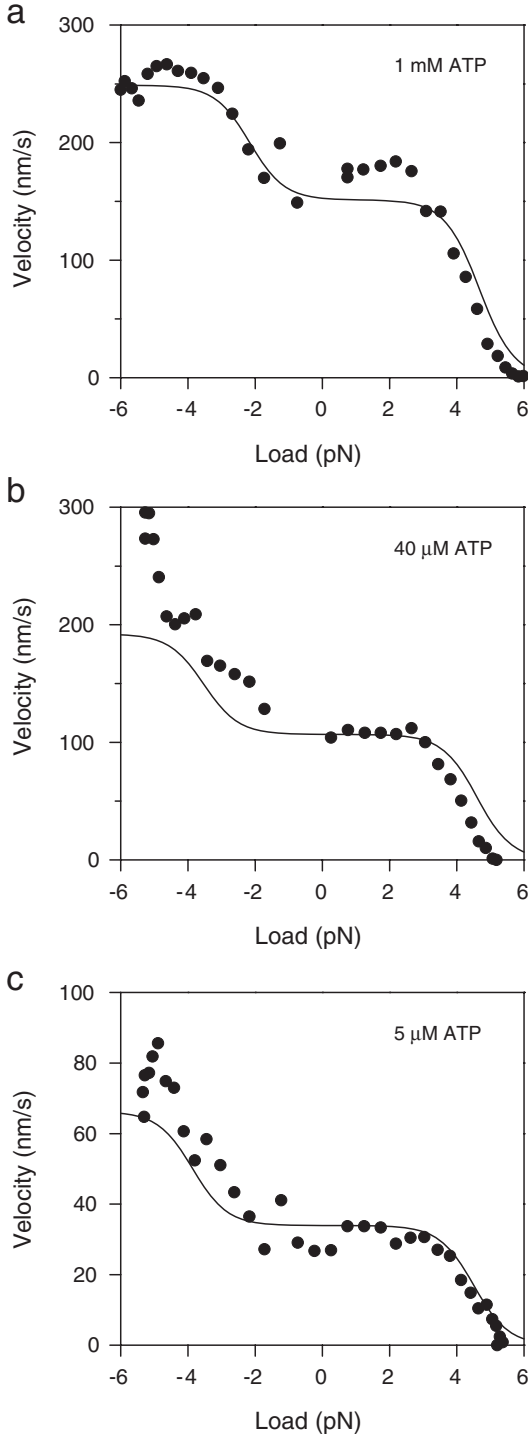 a
300
200
100
0
Velocity (nm/s)
1 mM ATP
-6 -4 -2 0 2 4 6
Load (pN)
b
300
200
100
0
Velocity (nm/s)
40 μM ATP
-6 -4 -2 0 2 4 6
Load (pN)
c
100
80
60
40
20
0
Velocity (nm/s)
5 μM ATP
-6 -4 -2 0 2 4 6
Load (pN)